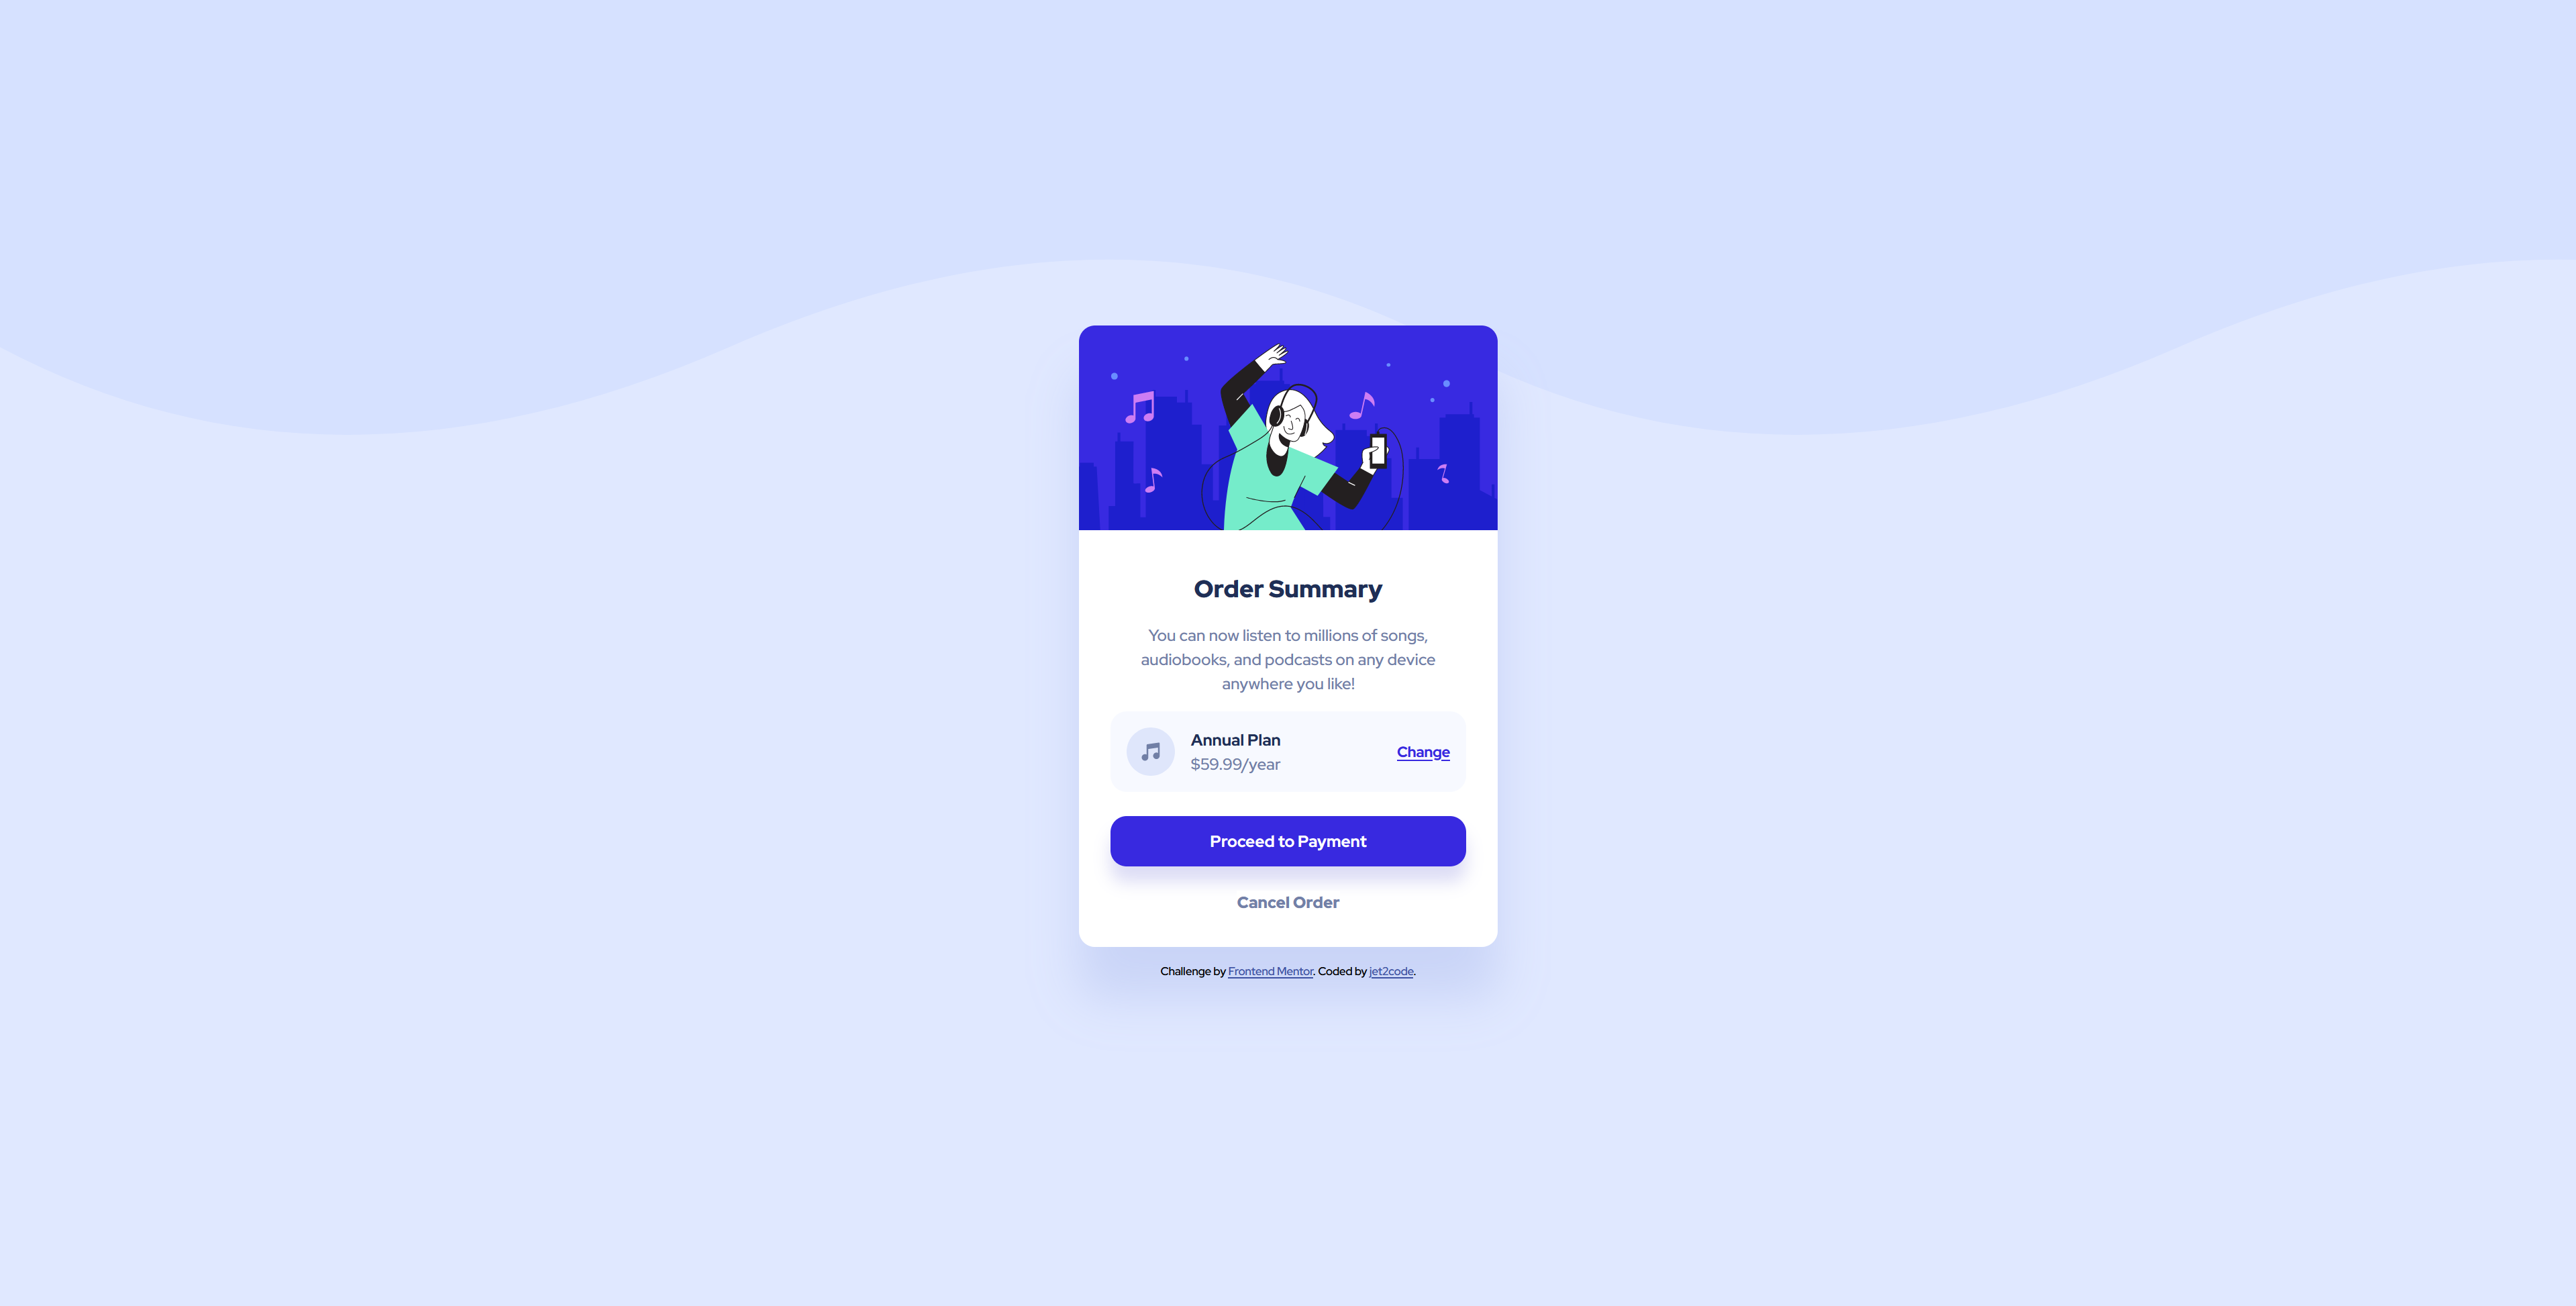 Order Summary
You can now listen to millions of songs,
audiobooks, and podcasts on any device
anywhere you like!
Annual Plan
$59.99/year
Change
Proceed to Payment
Cancel Order
Challenge by Frontend Mentor. Coded by jet2code.